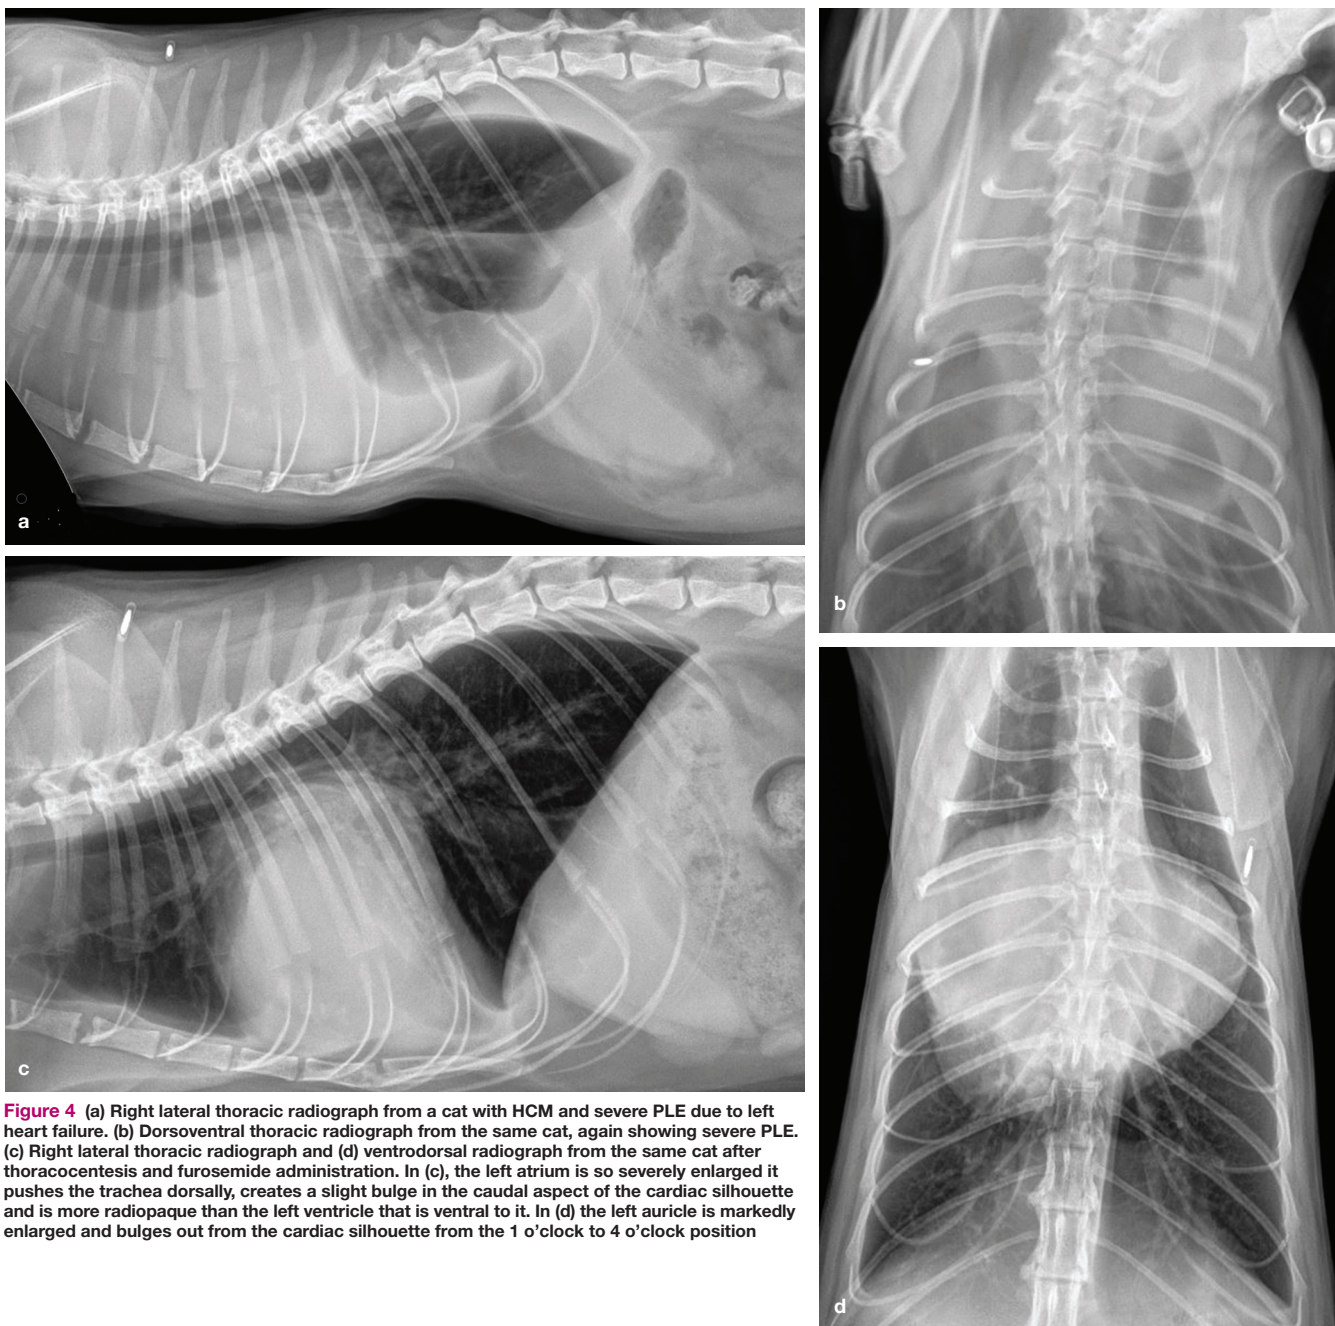 a
b
c
d
Figure 4 (a) Right lateral thoracic radiograph from a cat with HCM and severe PLE due to left
heart failure. (b) Dorsoventral thoracic radiograph from the same cat, again showing severe PLE.
(c) Right lateral thoracic radiograph and (d) ventrodorsal radiograph from the same cat after
thoracocentesis and furosemide administration. In (c), the left atrium is so severely enlarged it
pushes the trachea dorsally, creates a slight bulge in the caudal aspect of the cardiac silhouette
and is more radiopaque than the left ventricle that is ventral to it. In (d) the left auricle is markedly
enlarged and bulges out from the cardiac silhouette from the 1 o’clock to 4 o’clock position